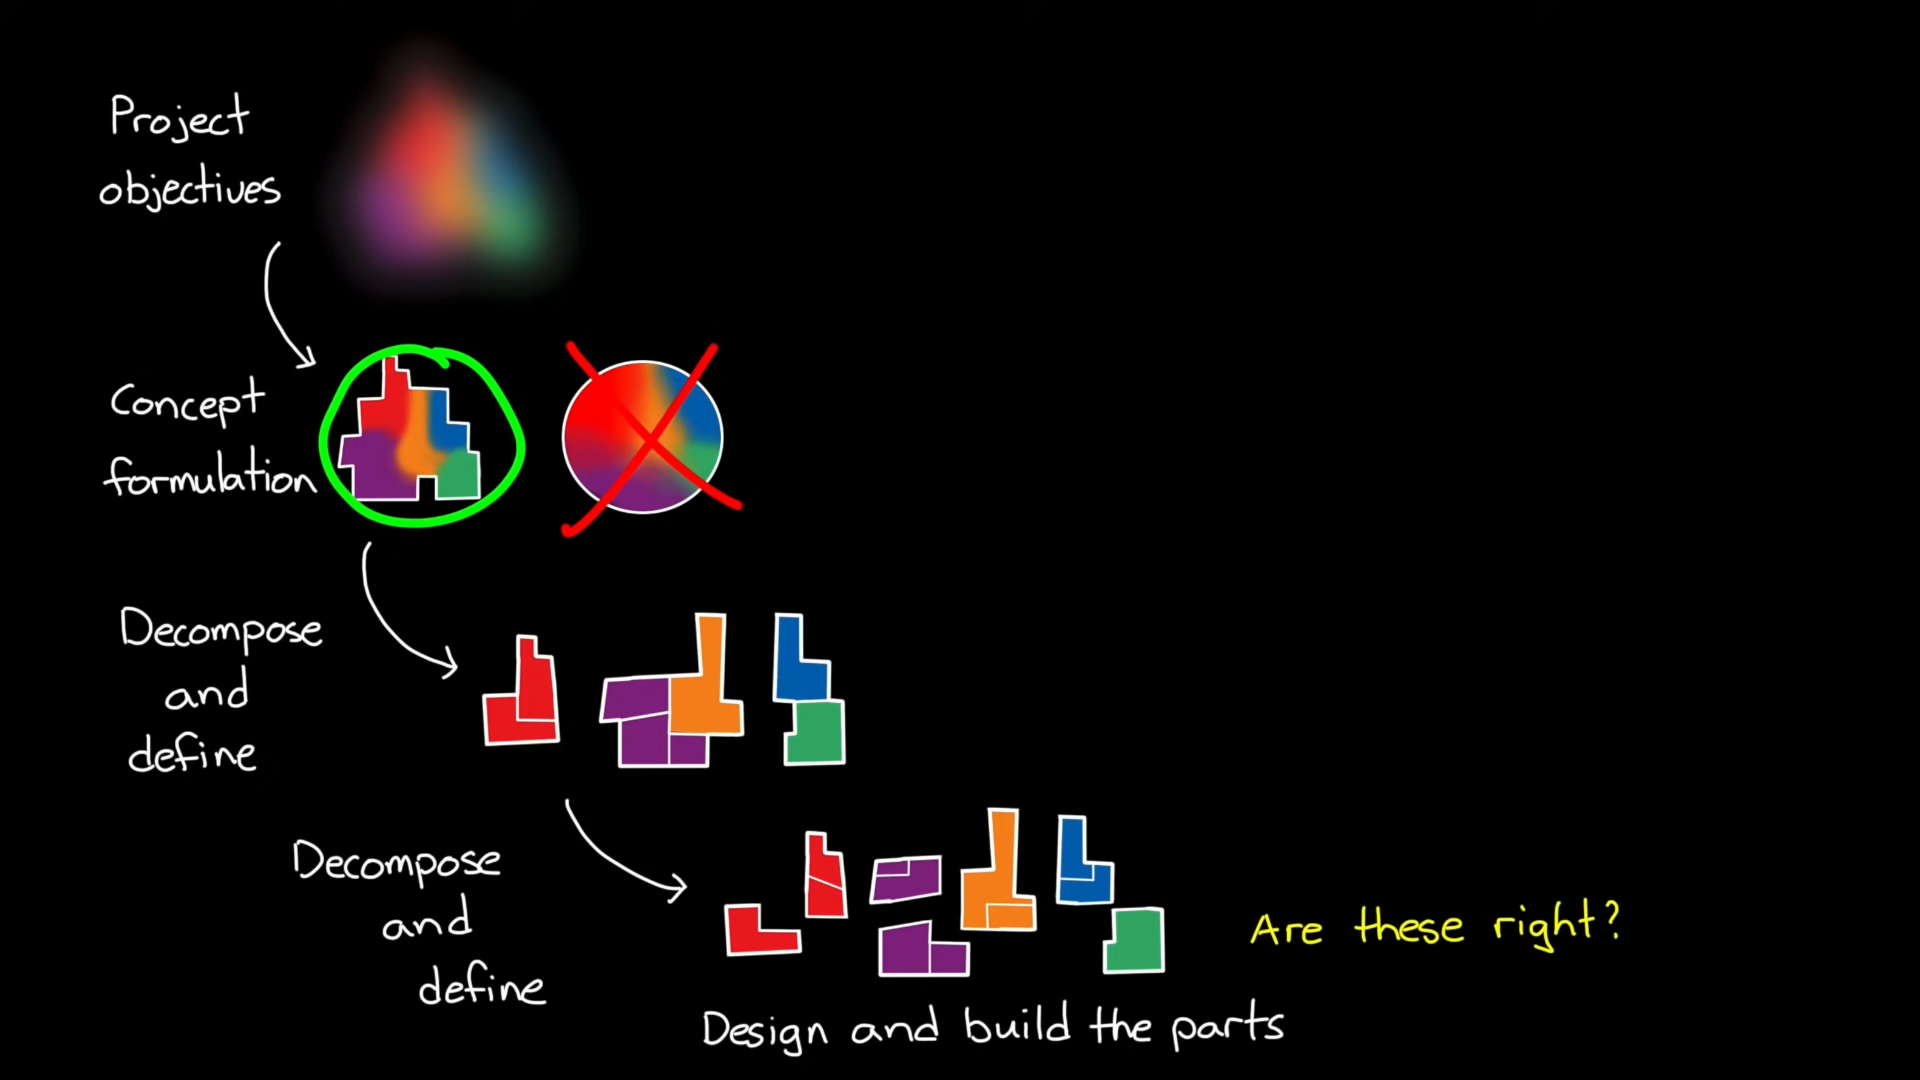 Project
objectives
Concept
formulation
Decompose
and
define
Decompose
and
define
Are these right?
Design and build the parts